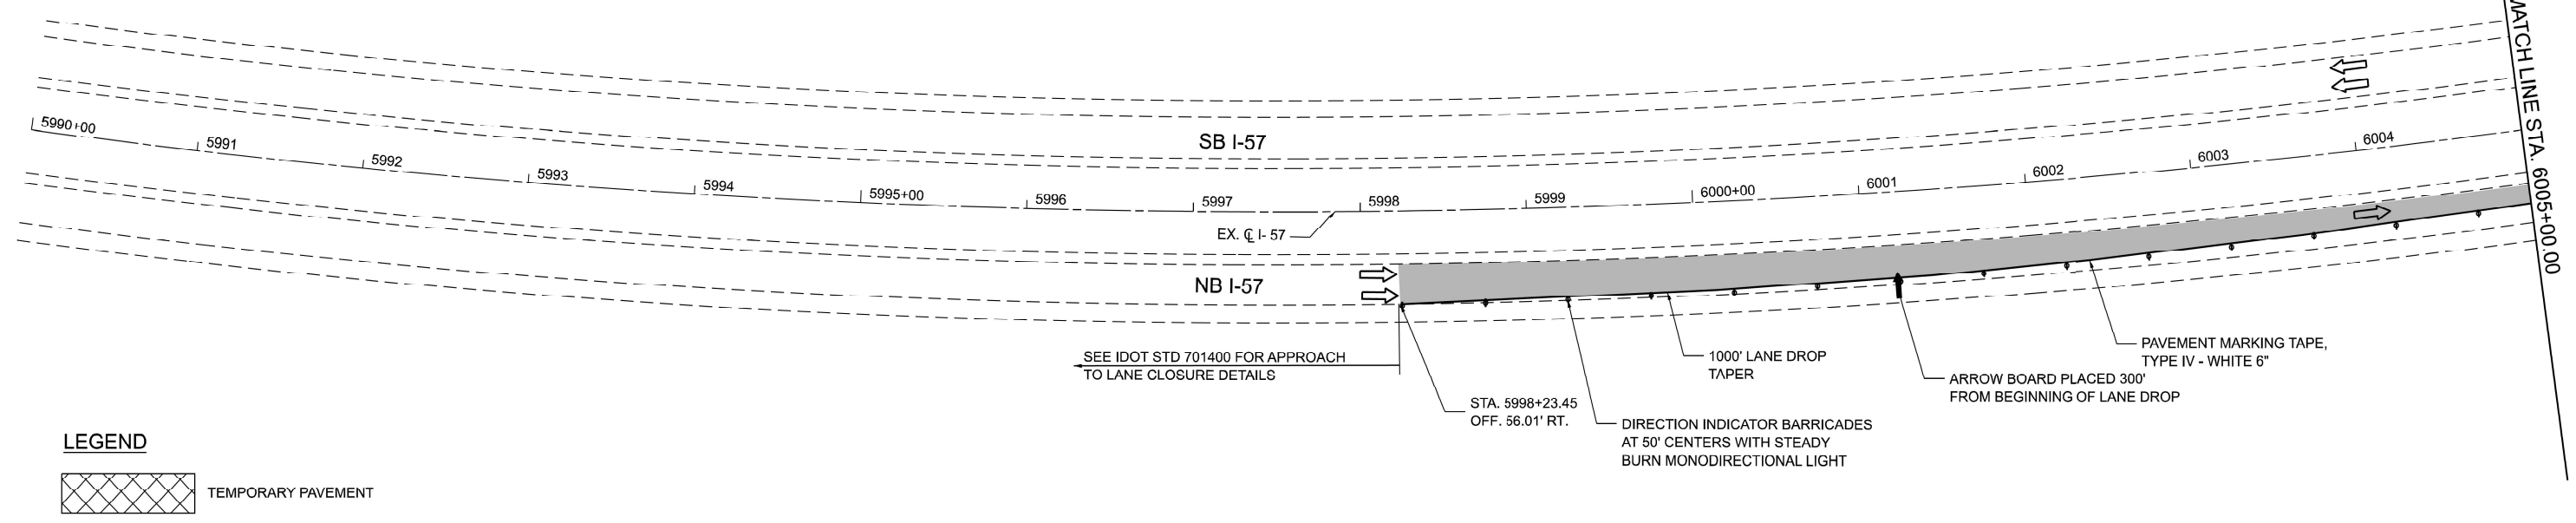 MATCH LINE STA. 6005+00.00
SB I-57
5990+00
5991
5992
5993
5994
5995+00
5996
5997
5998
5999
6000+00
6001
6002
6003
6004
EX. ℄ I- 57
NB I-57
SEE IDOT STD 701400 FOR APPROACH
TO LANE CLOSURE DETAILS
STA. 5998+23.45
OFF. 56.01' RT.
DIRECTION INDICATOR BARRICADES
AT 50' CENTERS WITH STEADY
BURN MONODIRECTIONAL LIGHT
1000' LANE DROP
TAPER
ARROW BOARD PLACED 300'
FROM BEGINNING OF LANE DROP
PAVEMENT MARKING TAPE,
TYPE IV - WHITE 6"
LEGEND
TEMPORARY PAVEMENT